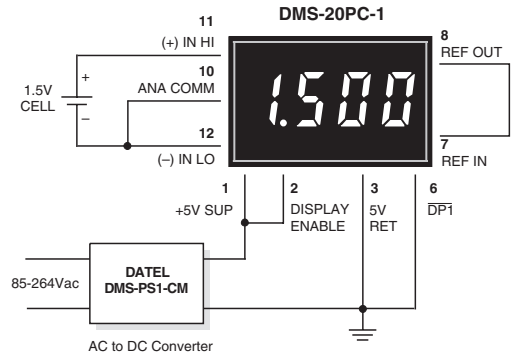 DMS-20PC-1
11
(+) IN HI
8
REF OUT
10
ANA COMM
1.500
1.5V
CELL
+
–
12
(–) IN LO
7
REF IN
1
+5V SUP
2
DISPLAY
ENABLE
3
5V
RET
6
DP1
85-264Vac
DATEL
DMS-PS1-CM
AC to DC Converter